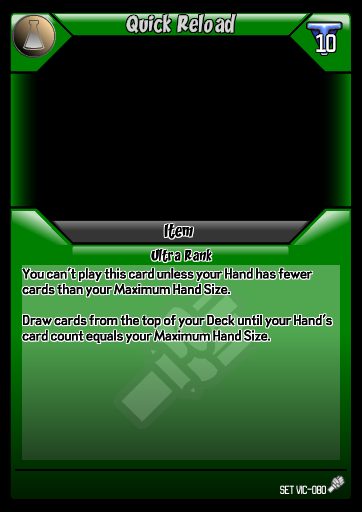 Quick Reload
10
Item
Ultra Rank
You can't play this card unless your Hand has fewer
cards than your Maximum Hand Size.
Draw cards from the top of your Deck until your Hand's
card count equals your Maximum Hand Size.
SET VIC-080